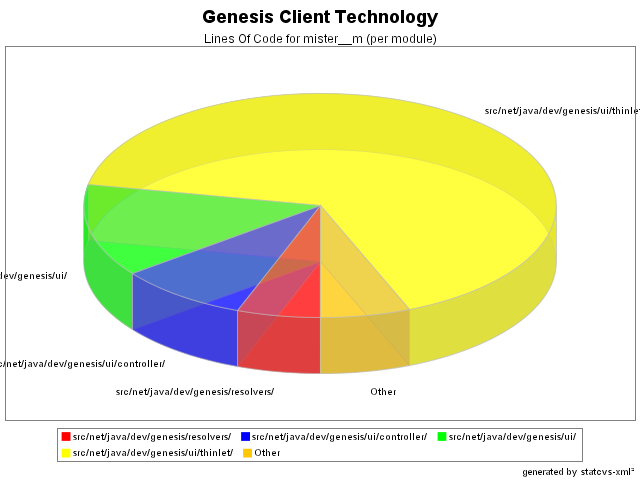 Genesis Client Technology
Lines Of Code for mister__m (per module)
src/net/java/dev/genesis/ui/thinle
dev/genesis/ui/
c/net/java/dev/genesis/ui/controller/
src/net/java/dev/genesis/resolvers/
Other
src/net/java/dev/genesis/resolvers/ src/net/java/dev/genesis/ui/controller/ src/net/java/dev/genesis/ui/
src/net/java/dev/genesis/ui/thinlet/ Other
generated by statcvs-xml²